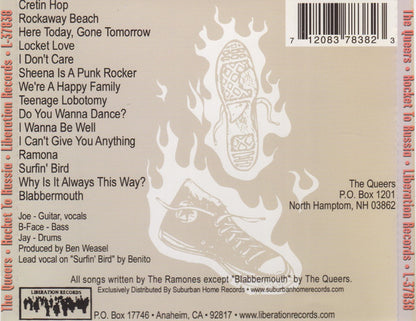 Cretin Hop
Rockaway Beach
Here Today, Gone Tomorrow
Locket Love
I Don't Care
Sheena Is A Punk Rocker
We're A Happy Family
Teenage Lobotomy
Do You Wanna Dance?
I Wanna Be Well
I Can't Give You Anything
Ramona
Surfin' Bird
Why Is It Always This Way?
Blabbermouth
Joe - Guitar, vocals
B-Face - Bass
Jay - Drums
Produced by Ben Weasel
Lead vocal on "Surfin' Bird" by Benito
7 12083 78382 3
The Queers
P.O. Box 1201
North Hamptom, NH 03862
All songs written by The Ramones except "Blabbermouth" by The Queers.
Exclusively Distributed By Suburban Home Records - www.suburbanhomerecords.com
LIBERATION RECORDS
P.O. Box 17746 • Anaheim, CA • 92817 • www.liberationrecords.com
The Queers • Rocket To Russia • Liberation Records • L-37838
The Queers • Rocket To Russia • Liberation Records • L-37838